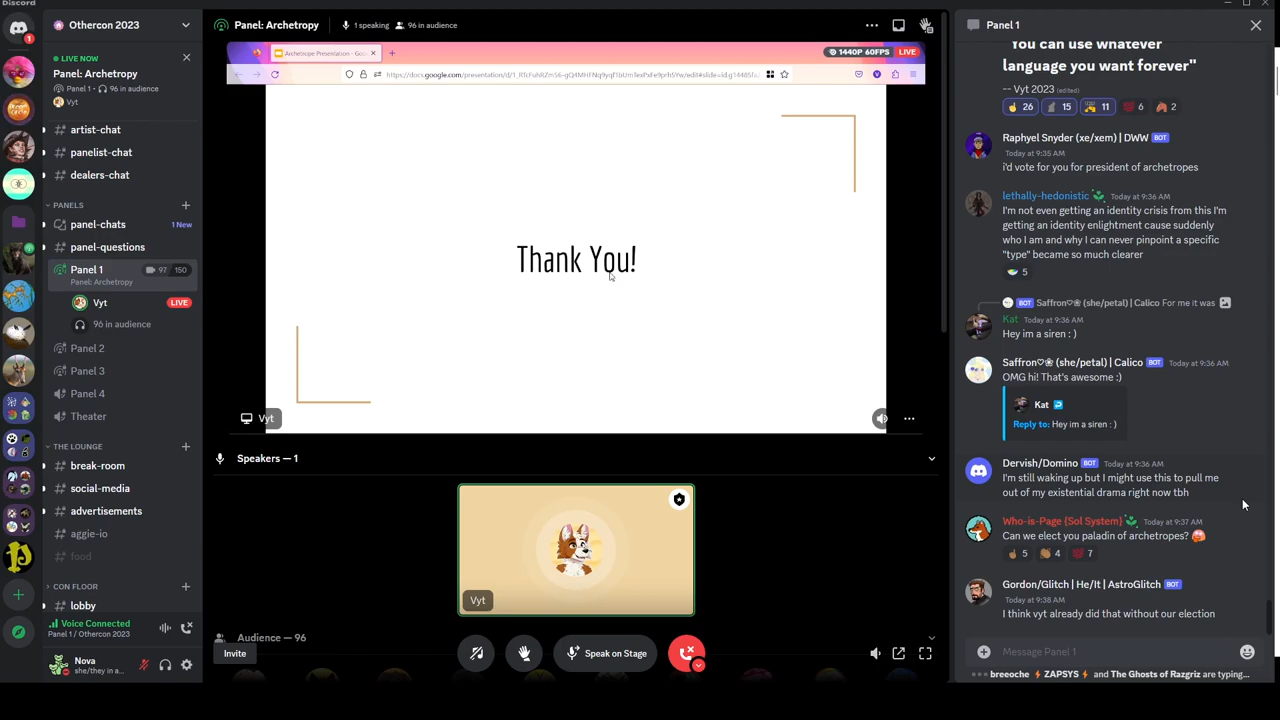 Discord
Othercon 2023
LIVE NOW
Panel: Archetropy
Panel 1 • 96 in audience
Vyt
artist-chat
panelist-chat
dealers-chat
PANELS
panel-chats
1 New
panel-questions
Panel 1
97 150
Panel: Archetropy
Vyt
LIVE
96 in audience
Panel 2
Panel 3
Panel 4
Theater
THE LOUNGE
break-room
social-media
advertisements
aggie-io
food
CON FLOOR
lobby
Voice Connected
Panel 1 / Othercon 2023
Nova
she/they in a...
Panel: Archetropy
1 speaking
96 in audience
Archetrope Presentation - Goo
1440P 60FPS
LIVE
Thank You!
Vyt
Speakers — 1
Vyt
Audience — 96
Invite
Speak on Stage
Panel 1
"You can use whatever
language you want forever"
-- Vyt 2023 (edited)
26 15 11 6 2
Raphyel Snyder (xe/xem) | DWW BOT
Today at 9:35 AM
i'd vote for you for president of archetropes
lethally-hedonistic Today at 9:36 AM
I'm not even getting an identity crisis from this I'm
getting an identity enlightment cause suddenly
who I am and why I can never pinpoint a specific
"type" became so much clearer
5
BOT Saffron♡❀ (she/petal) | Calico For me it was
Kat Today at 9:36 AM
Hey im a siren : )
Saffron♡❀ (she/petal) | Calico BOT Today at 9:36 AM
OMG hi! That's awesome :)
Kat
Reply to: Hey im a siren : )
Dervish/Domino BOT Today at 9:36 AM
I'm still waking up but I might use this to pull me
out of my existential drama right now tbh
Who-is-Page {Sol System} Today at 9:37 AM
Can we elect you paladin of archetropes?
5 4 7
Gordon/Glitch | He/It | AstroGlitch BOT
Today at 9:38 AM
I think vyt already did that without our election
Message Panel 1
breeoche ⚡ ZAPSYS ⚡ and The Ghosts of Razgriz are typing...